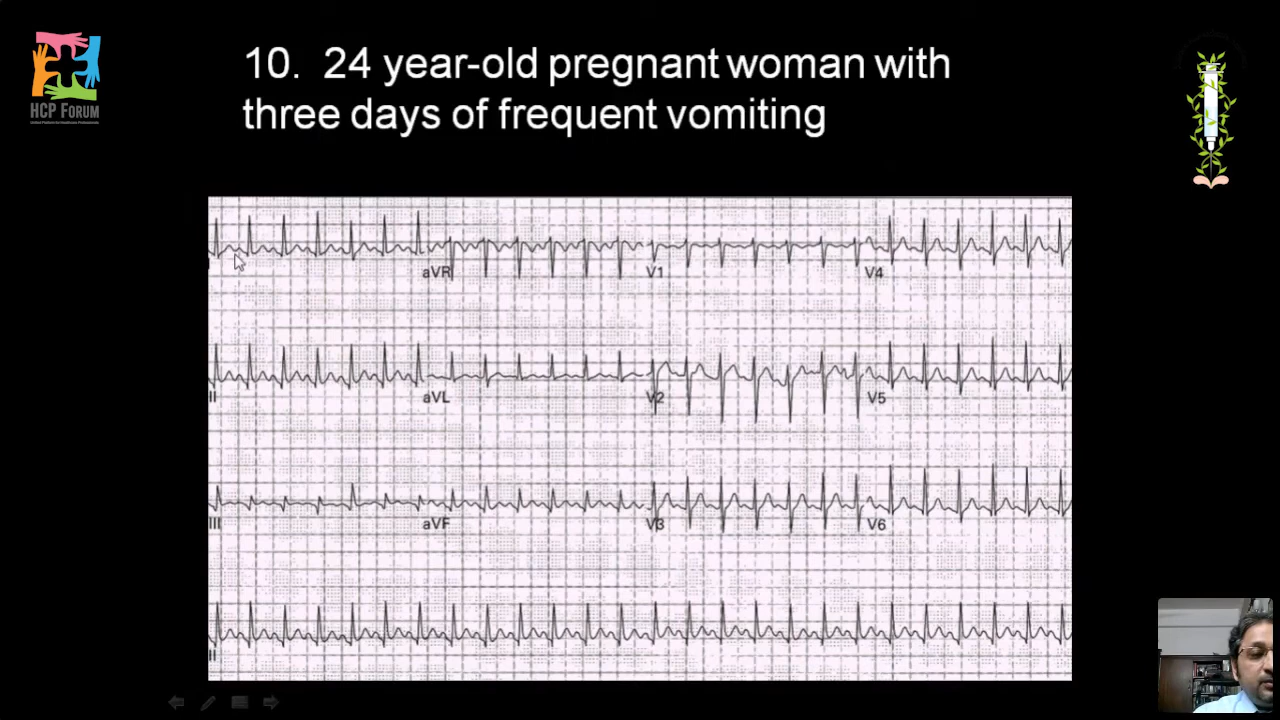 10. 24 year-old pregnant woman with
three days of frequent vomiting
HCP FORUM
aVR V1 V4
II aVL V2 V5
III aVF V3 V6
II